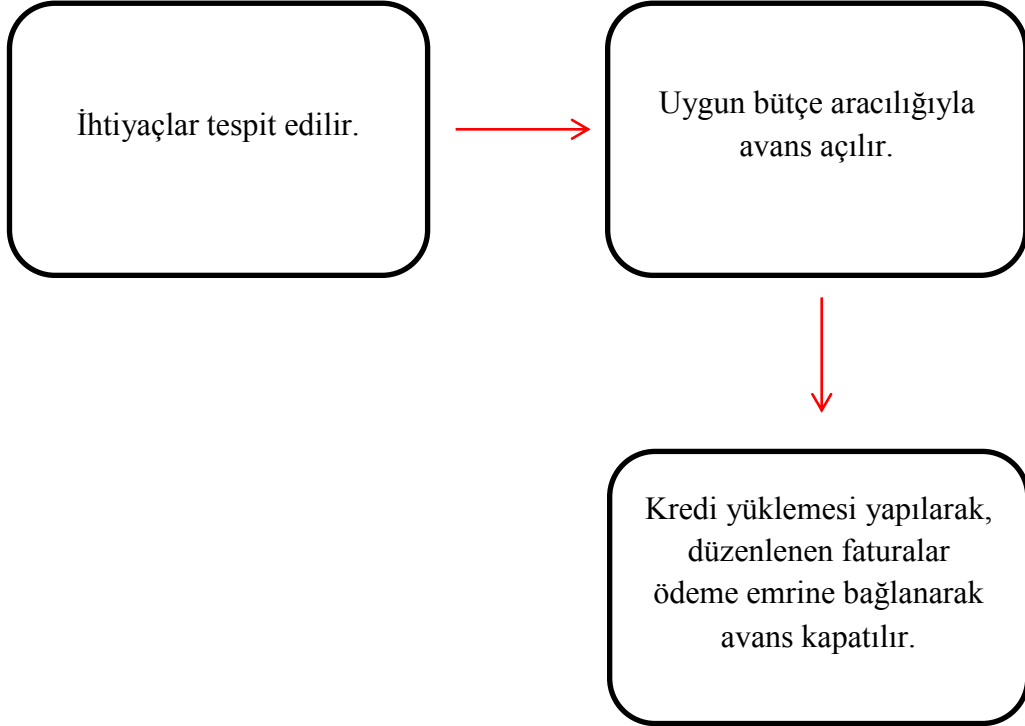 İhtiyaçlar tespit edilir.
Uygun bütçe aracılığıyla
avans açılır.
Kredi yüklemesi yapılarak,
düzenlenen faturalar
ödeme emrine bağlanarak
avans kapatılır.